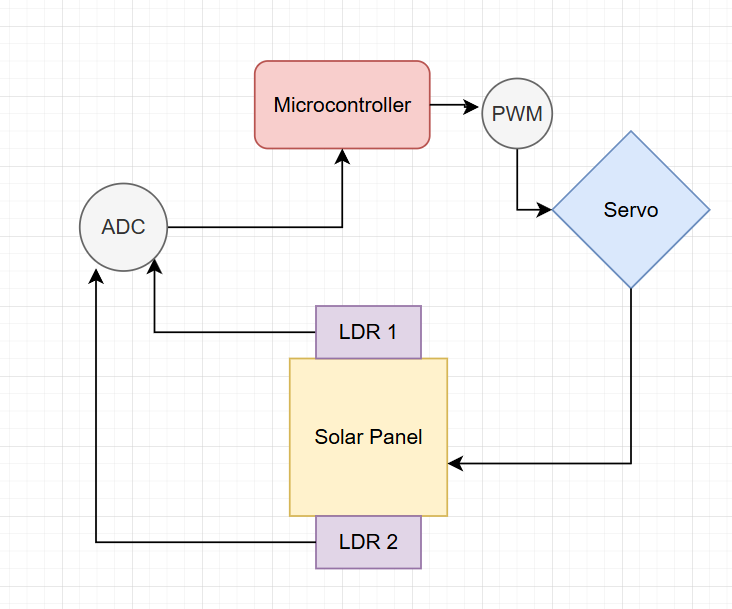 Microcontroller
PWM
Servo
ADC
LDR 1
Solar Panel
LDR 2